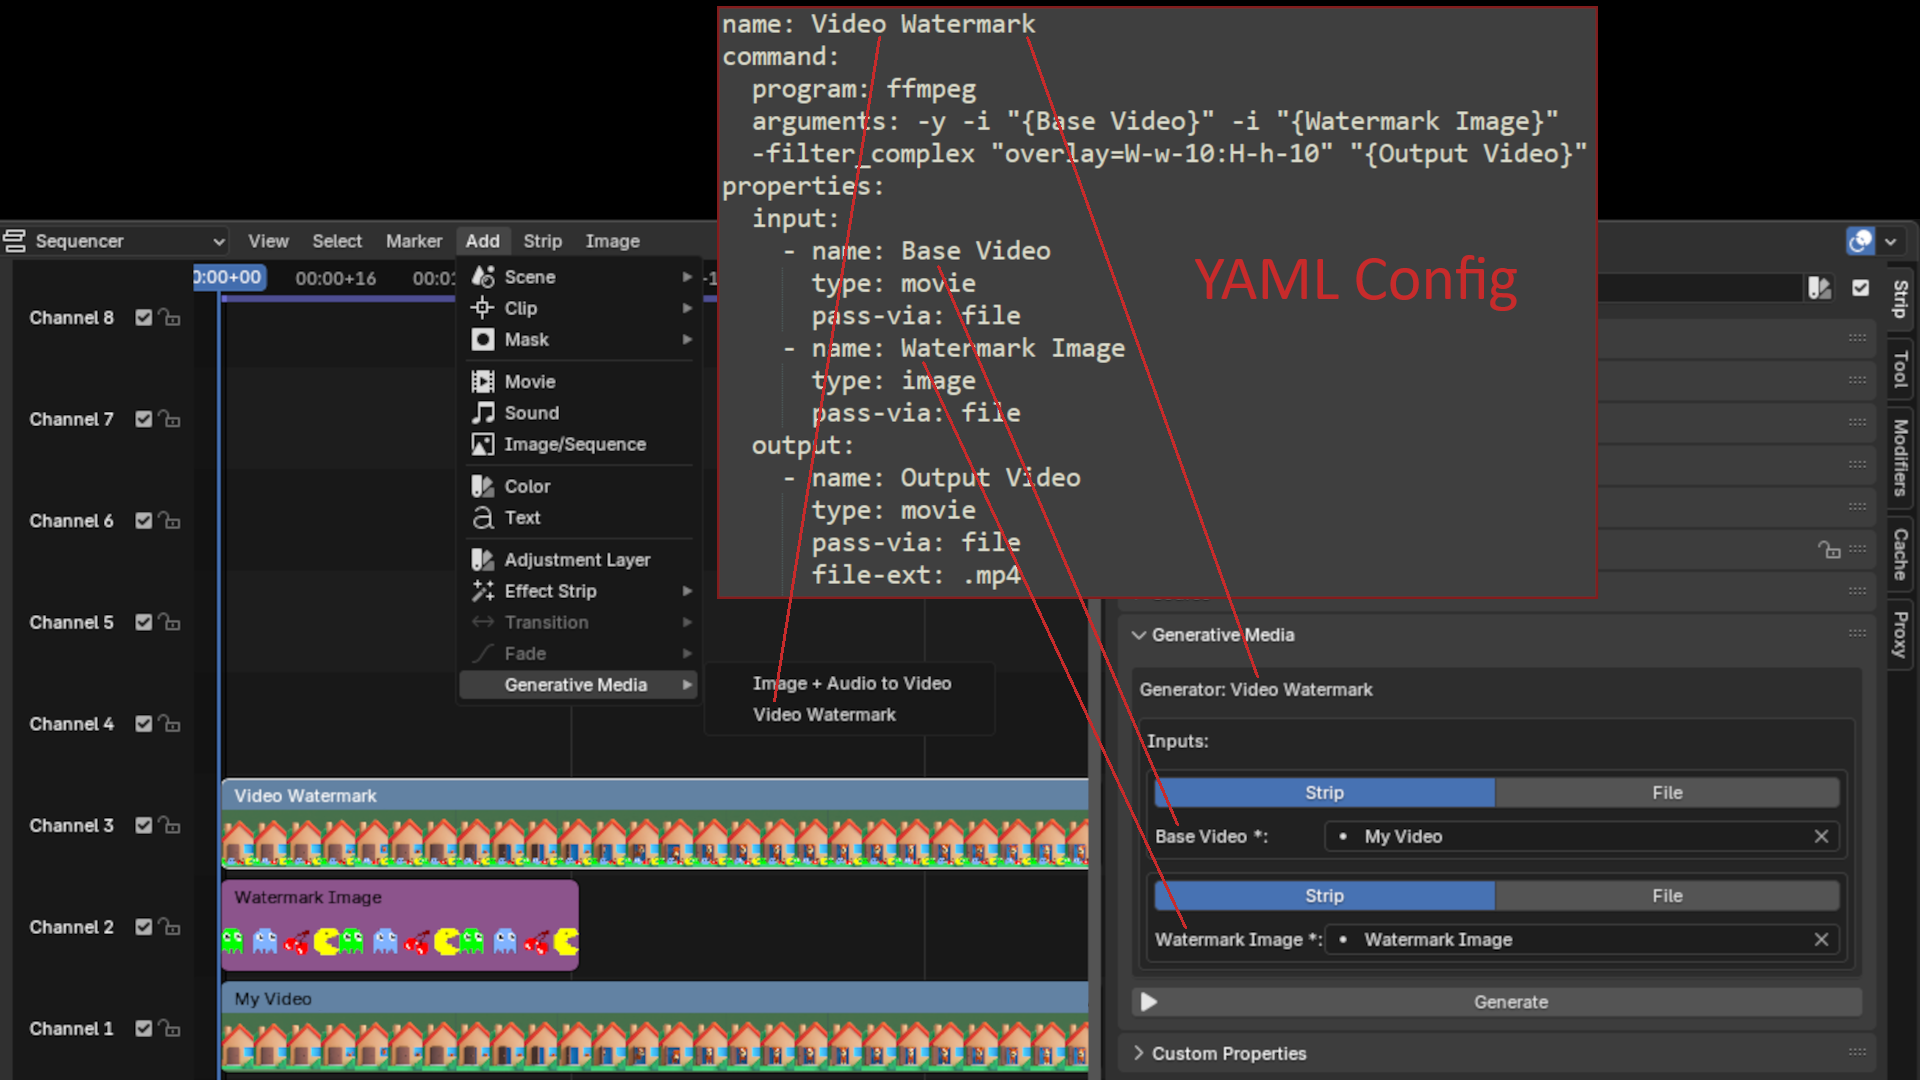 name: Video Watermark
command:
program: ffmpeg
arguments: -y -i "{Base Video}" -i "{Watermark Image}"
-filter_complex "overlay=W-w-10:H-h-10" "{Output Video}"
properties:
input:
- name: Base Video
type: movie
pass-via: file
- name: Watermark Image
type: image
pass-via: file
output:
- name: Output Video
type: movie
pass-via: file
file-ext: .mp4
YAML Config
Sequencer
View
Select
Marker
Add
Strip
Image
0:00+00
00:00+16
Scene
Clip
Mask
Movie
Sound
Image/Sequence
Color
Text
Adjustment Layer
Effect Strip
Transition
Fade
Generative Media
Image + Audio to Video
Video Watermark
Channel 8
Channel 7
Channel 6
Channel 5
Channel 4
Channel 3
Video Watermark
Channel 2
Watermark Image
Channel 1
My Video
Generative Media
Generator: Video Watermark
Inputs:
Strip
File
Base Video *:
My Video
Strip
File
Watermark Image *:
Watermark Image
Generate
Custom Properties
Strip
Tool
Modifiers
Cache
Proxy